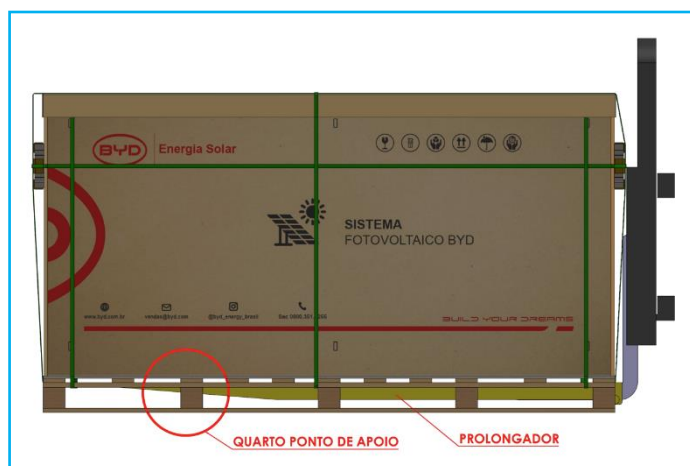 BYD Energia Solar
SISTEMA
FOTOVOLTAICO BYD
www.byd.com.br vendas@byd.com @byd_energy_brasil
BUILD YOUR DREAMS
QUARTO PONTO DE APOIO
PROLONGADOR